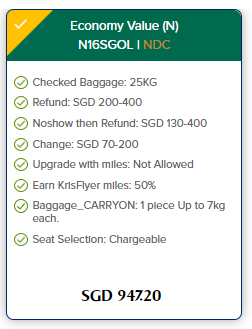 Economy Value (N)
N16SGOL | NDC
Checked Baggage: 25KG
Refund: SGD 200-400
Noshow then Refund: SGD 130-400
Change: SGD 70-200
Upgrade with miles: Not Allowed
Earn KrisFlyer miles: 50%
Baggage_CARRYON: 1 piece Up to 7kg
each.
Seat Selection: Chargeable
SGD 947.20